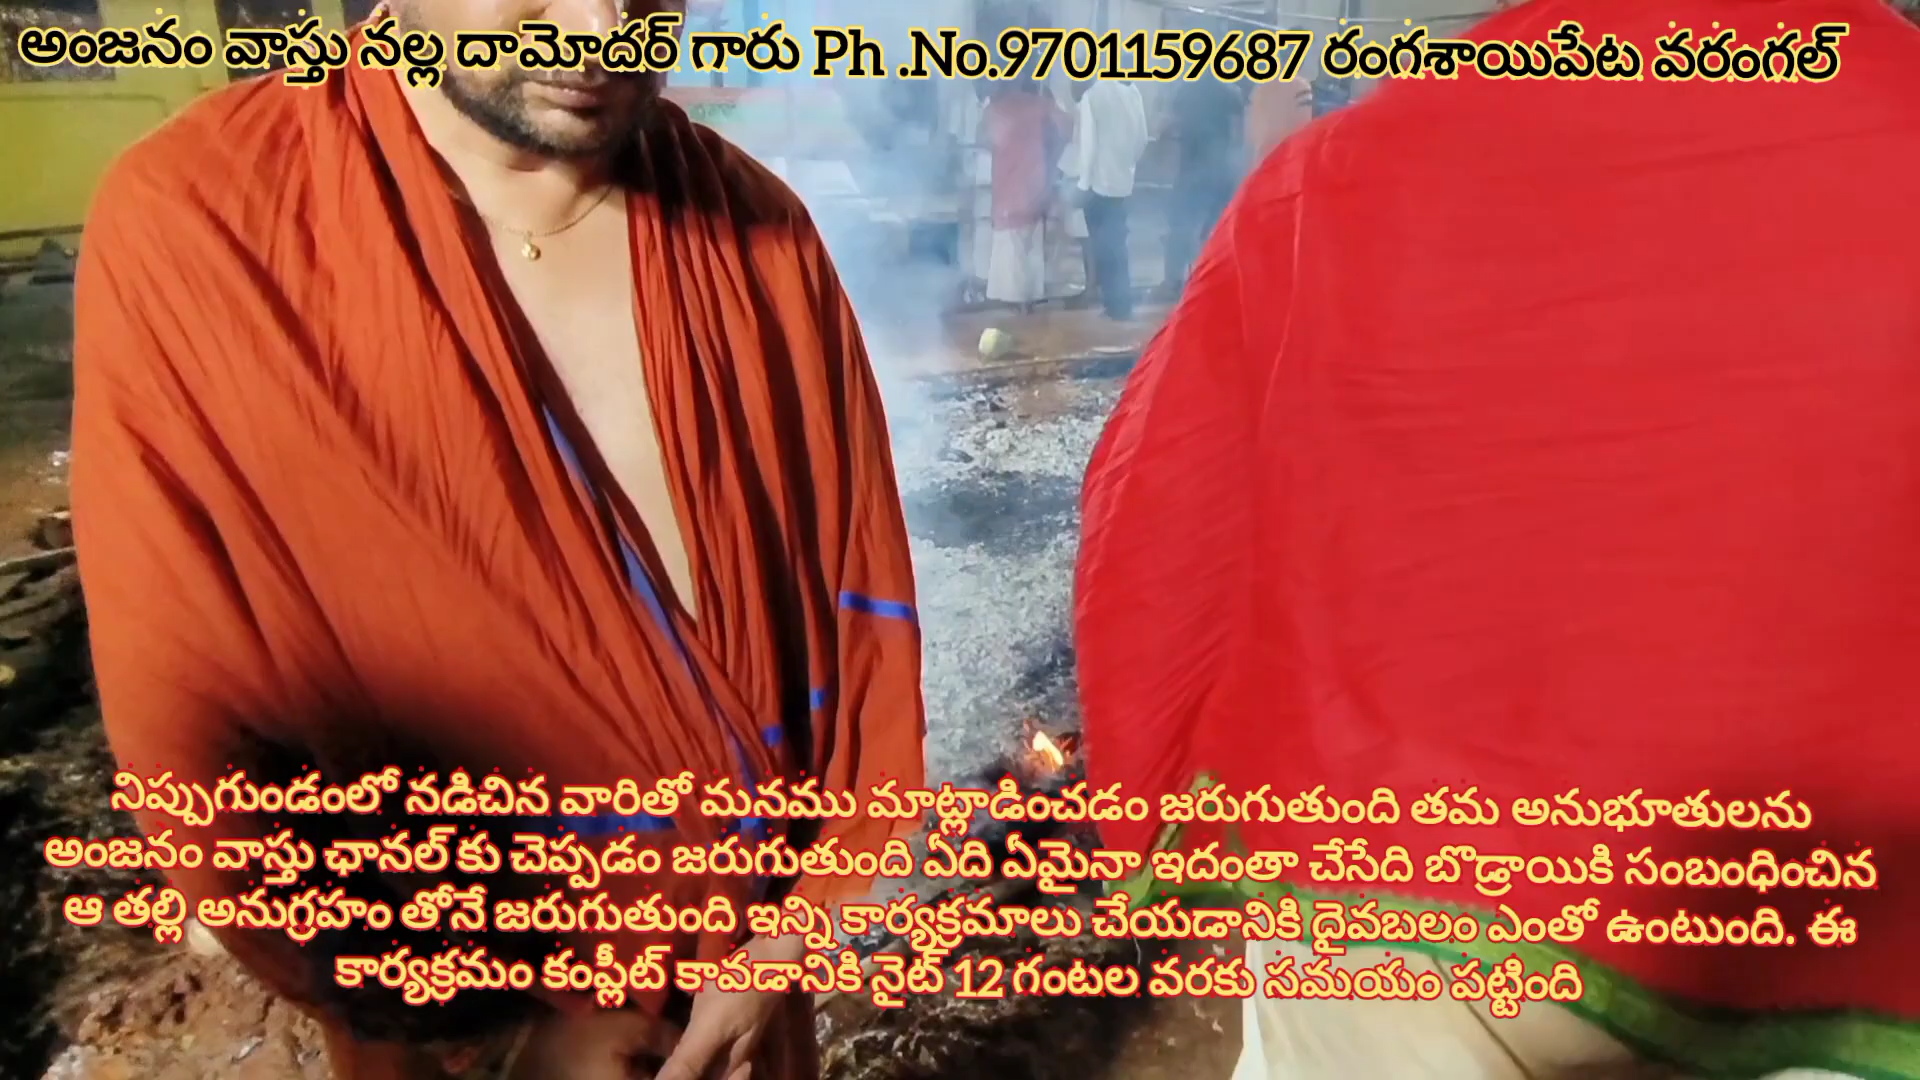 అంజనం వాస్తు నల్ల దామోదర్ గారు Ph .No.9701159687 రంగశాయిపేట వరంగల్
నిప్పుగుండంలో నడిచిన వారితో మనము మాట్లాడించడం జరుగుతుంది తమ అనుభూతులను
అంజనం వాస్తు ఛానల్ కు చెప్పడం జరుగుతుంది ఏది ఏమైనా ఇదంతా చేసేది బొడ్రాయికి సంబంధించిన
ఆ తల్లి అనుగ్రహం తోనే జరుగుతుంది ఇన్ని కార్యక్రమాలు చేయడానికి దైవబలం ఎంతో ఉంటుంది. ఈ
కార్యక్రమం కంప్లీట్ కావడానికి నైట్ 12 గంటల వరకు సమయం పట్టింది